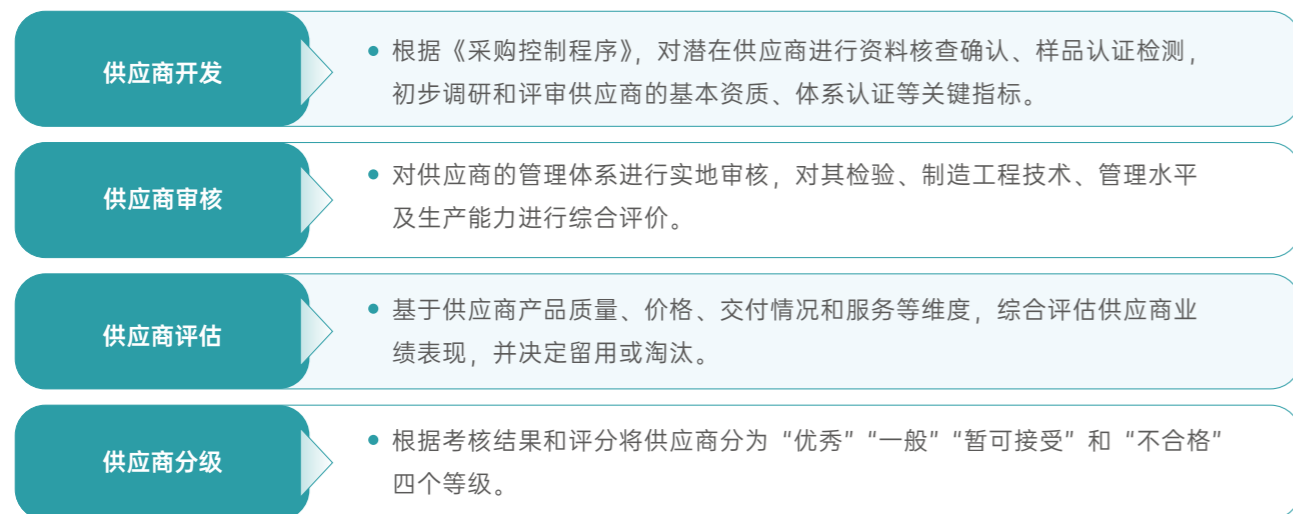 供应商开发
● 根据《采购控制程序》，对潜在供应商进行资料核查确认、样品认证检测，
初步调研和评审供应商的基本资质、体系认证等关键指标。
供应商审核
● 对供应商的管理体系进行实地审核，对其检验、制造工程技术、管理水平
及生产能力进行综合评价。
供应商评估
● 基于供应商产品质量、价格、交付情况和服务等维度，综合评估供应商业
绩表现，并决定留用或淘汰。
供应商分级
● 根据考核结果和评分将供应商分为“优秀”“一般”“暂可接受”和“不合格”
四个等级。